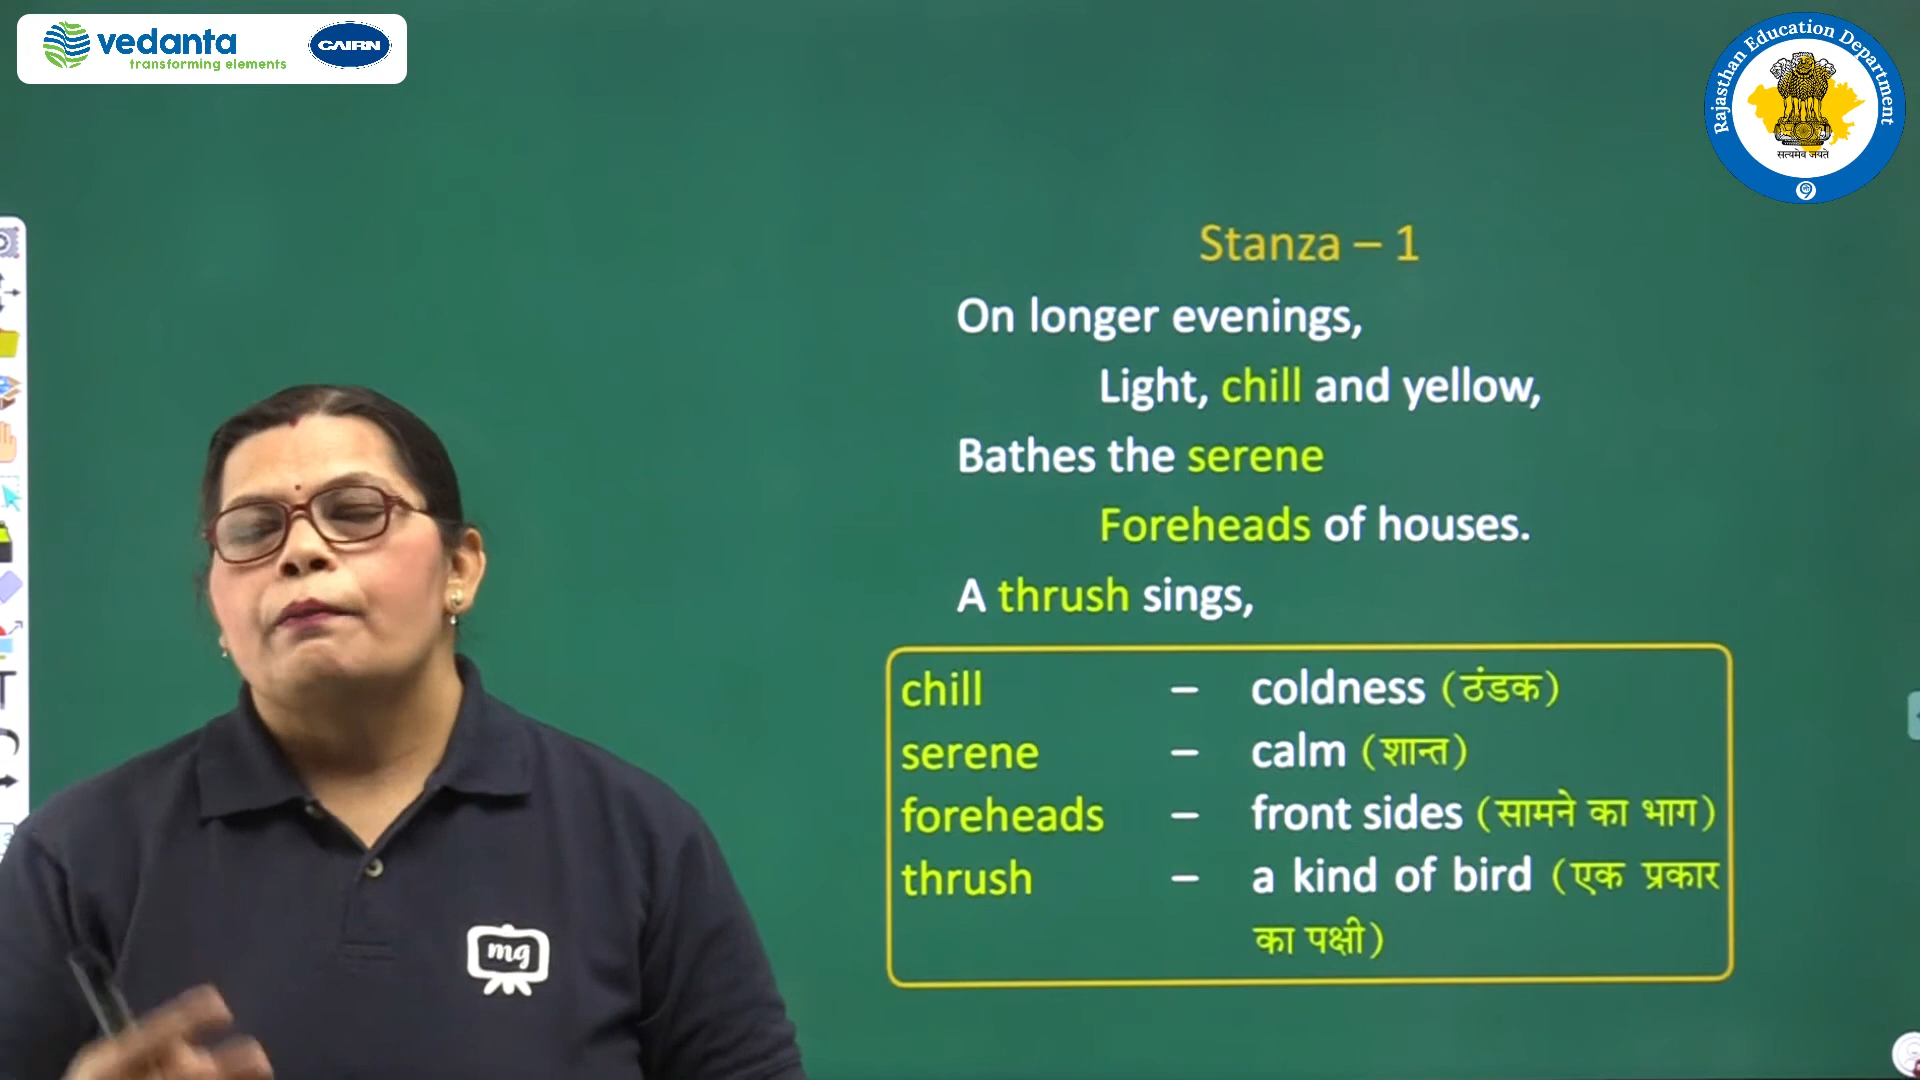 vedanta
transforming elements
CAIRN
Rajasthan Education Department
सत्यमेव जयते
Stanza – 1
On longer evenings,
Light, chill and yellow,
Bathes the serene
Foreheads of houses.
A thrush sings,
chill – coldness (ठंडक)
serene – calm (शान्त)
foreheads – front sides (सामने का भाग)
thrush – a kind of bird (एक प्रकार
का पक्षी)
mg